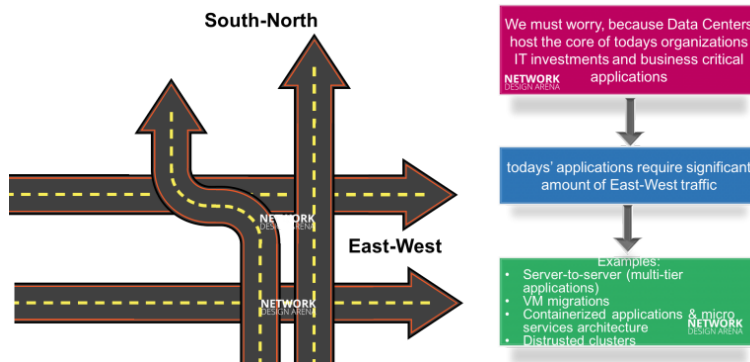 South-North
NETWORK
DESIGN ARENA
East-West
NETWORK
DESIGN ARENA
We must worry, because Data Centers
host the core of todays organizations
IT investments and business critical
applications
NETWORK
DESIGN ARENA
todays’ applications require significant
amount of East-West traffic
Examples:
• Server-to-server (multi-tier
applications)
• VM migrations
• Containerized applications & micro
services architecture
• Distrusted clusters
NETWORK
DESIGN ARENA